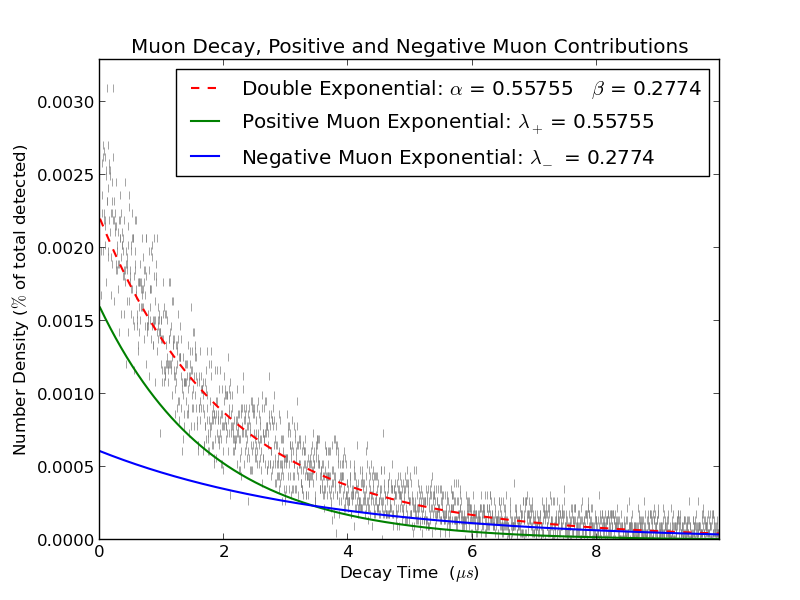 Muon Decay, Positive and Negative Muon Contributions
Double Exponential: α = 0.55755 β = 0.2774
Positive Muon Exponential: λ₊ = 0.55755
Negative Muon Exponential: λ₋ = 0.2774
Number Density (% of total detected)
0.0030
0.0025
0.0020
0.0015
0.0010
0.0005
0.0000
0 2 4 6 8
Decay Time (μs)